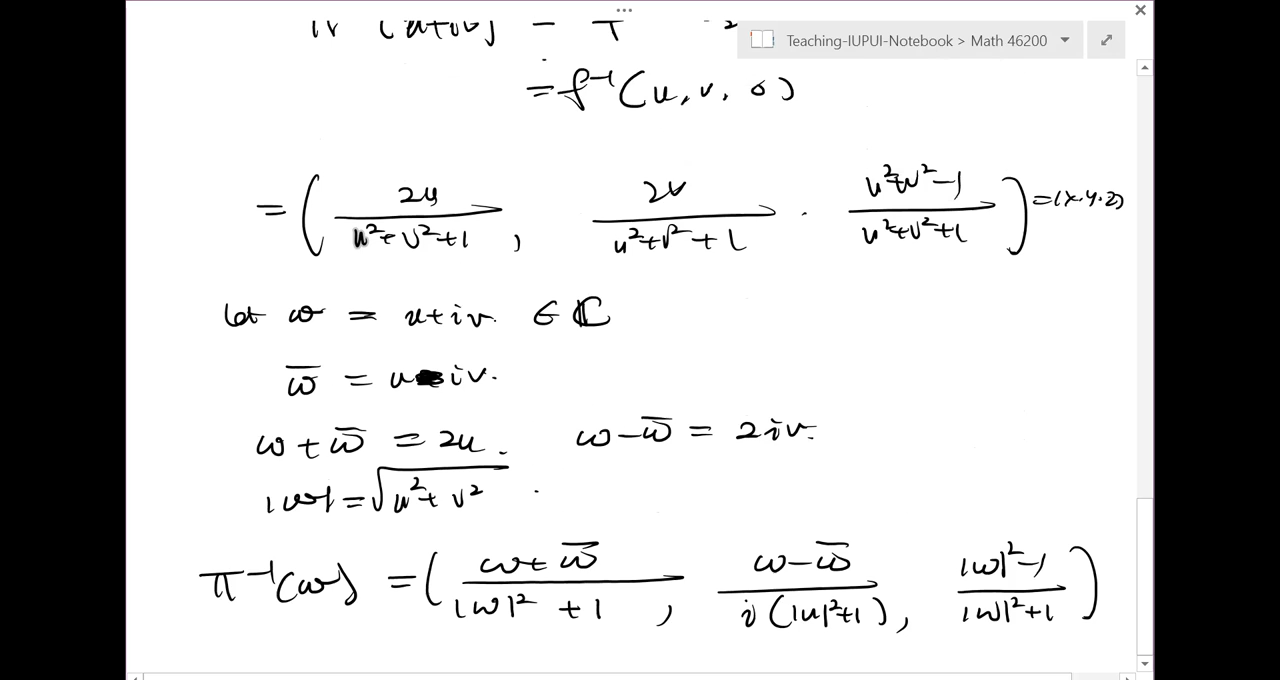 Teaching-IUPUI-Notebook > Math 46200
= f⁻¹(u, v, 0)
= ( 2u / (u²+v²+1), 2v / (u²+v²+1), (u²+v²-1) / (u²+v²+1) ) = (x.y.z)
let ω = u+iv. ∈ ℂ
ω̅ = u-iv.
ω + ω̅ = 2u. ω - ω̅ = 2iv.
|ω| = √(u²+v²) .
π⁻¹(ω) = ( (ω+ω̅) / (|ω|²+1), (ω-ω̅) / (i(|u|²+1)), (|ω|²-1) / (|ω|²+1) )